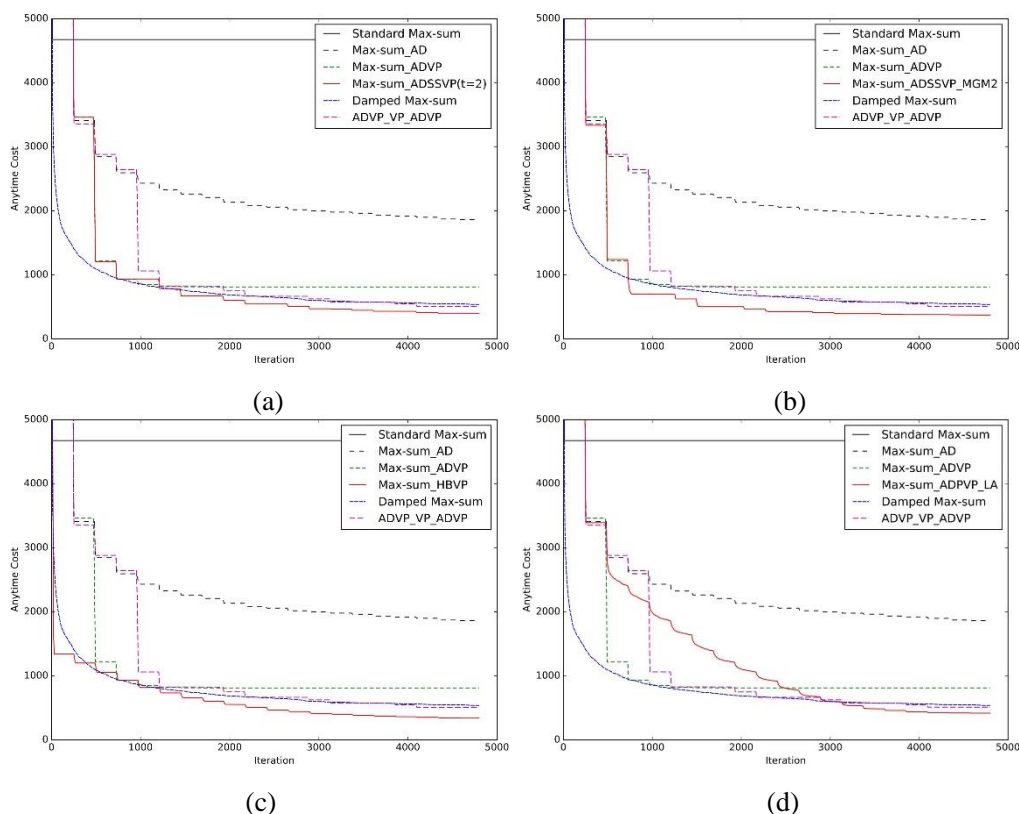 5000
4000
3000
2000
1000
0
Anytime Cost
0 1000 2000 3000 4000 5000
Iteration
Standard Max-sum
Max-sum_AD
Max-sum_ADVP
Max-sum_ADSSVP(t=2)
Damped Max-sum
ADVP_VP_ADVP
(a)
5000
4000
3000
2000
1000
0
Anytime Cost
0 1000 2000 3000 4000 5000
Iteration
Standard Max-sum
Max-sum_AD
Max-sum_ADVP
Max-sum_ADSSVP_MGM2
Damped Max-sum
ADVP_VP_ADVP
(b)
5000
4000
3000
2000
1000
0
Anytime Cost
0 1000 2000 3000 4000 5000
Iteration
Standard Max-sum
Max-sum_AD
Max-sum_ADVP
Max-sum_HBVP
Damped Max-sum
ADVP_VP_ADVP
(c)
5000
4000
3000
2000
1000
0
Anytime Cost
0 1000 2000 3000 4000 5000
Iteration
Standard Max-sum
Max-sum_AD
Max-sum_ADVP
Max-sum_ADPVP_LA
Damped Max-sum
ADVP_VP_ADVP
(d)